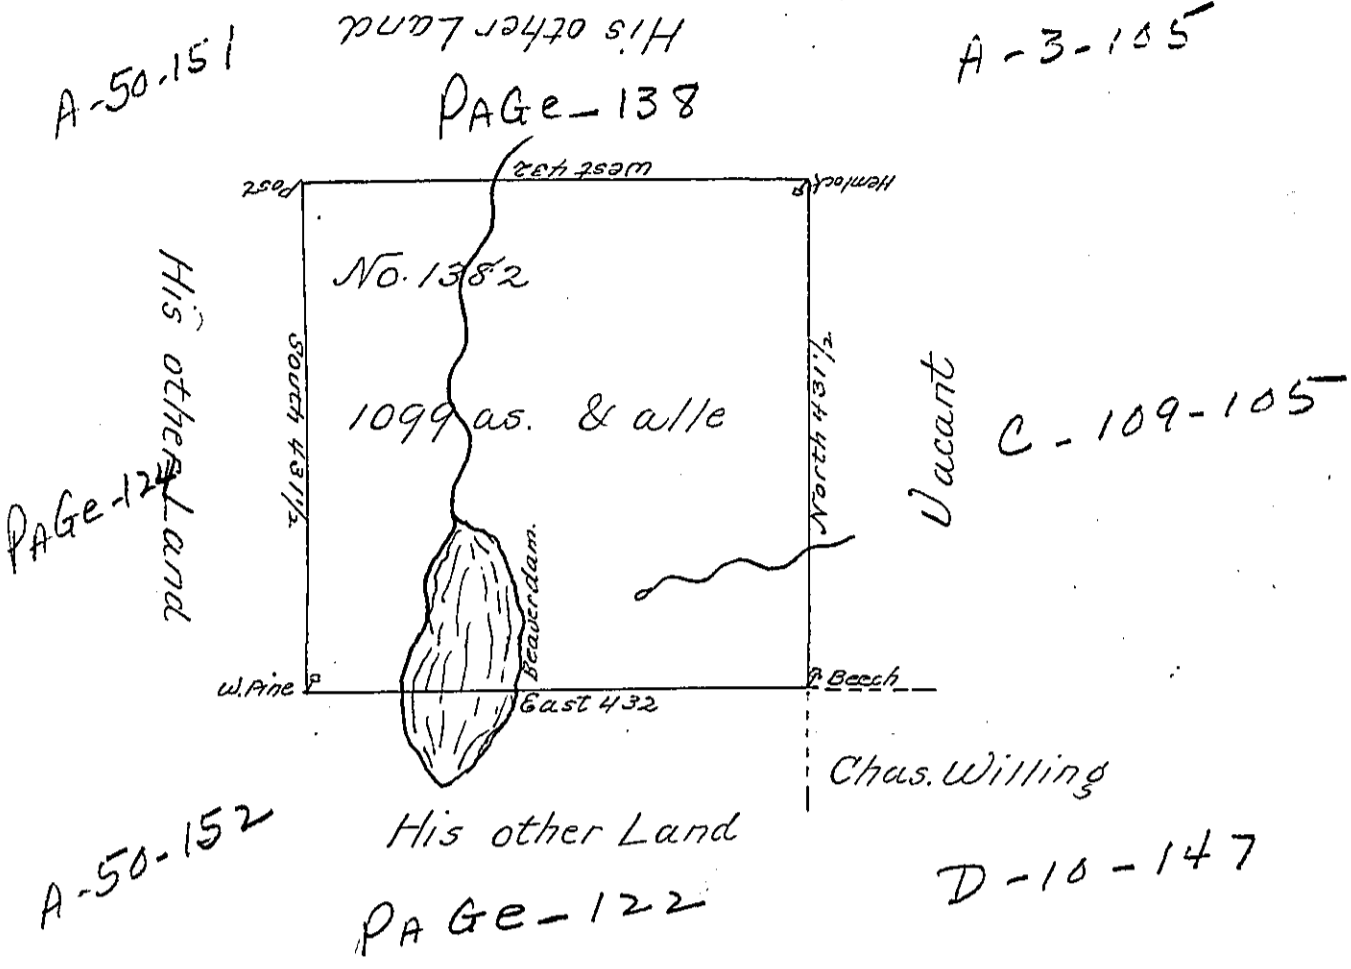 His other Land
A-50-151
A-3-105
PAGe-138
West 432
Post
Hemlock
No. 1382
His other Land
South 431½
North 431½
1099 as. & alle
Vacant
C-109-105
PAGe-124
Beaverdam.
W.Pine
Beech
East 432
Chas. Willing
His other Land
A-50-152
D-10-147
PAGe-122